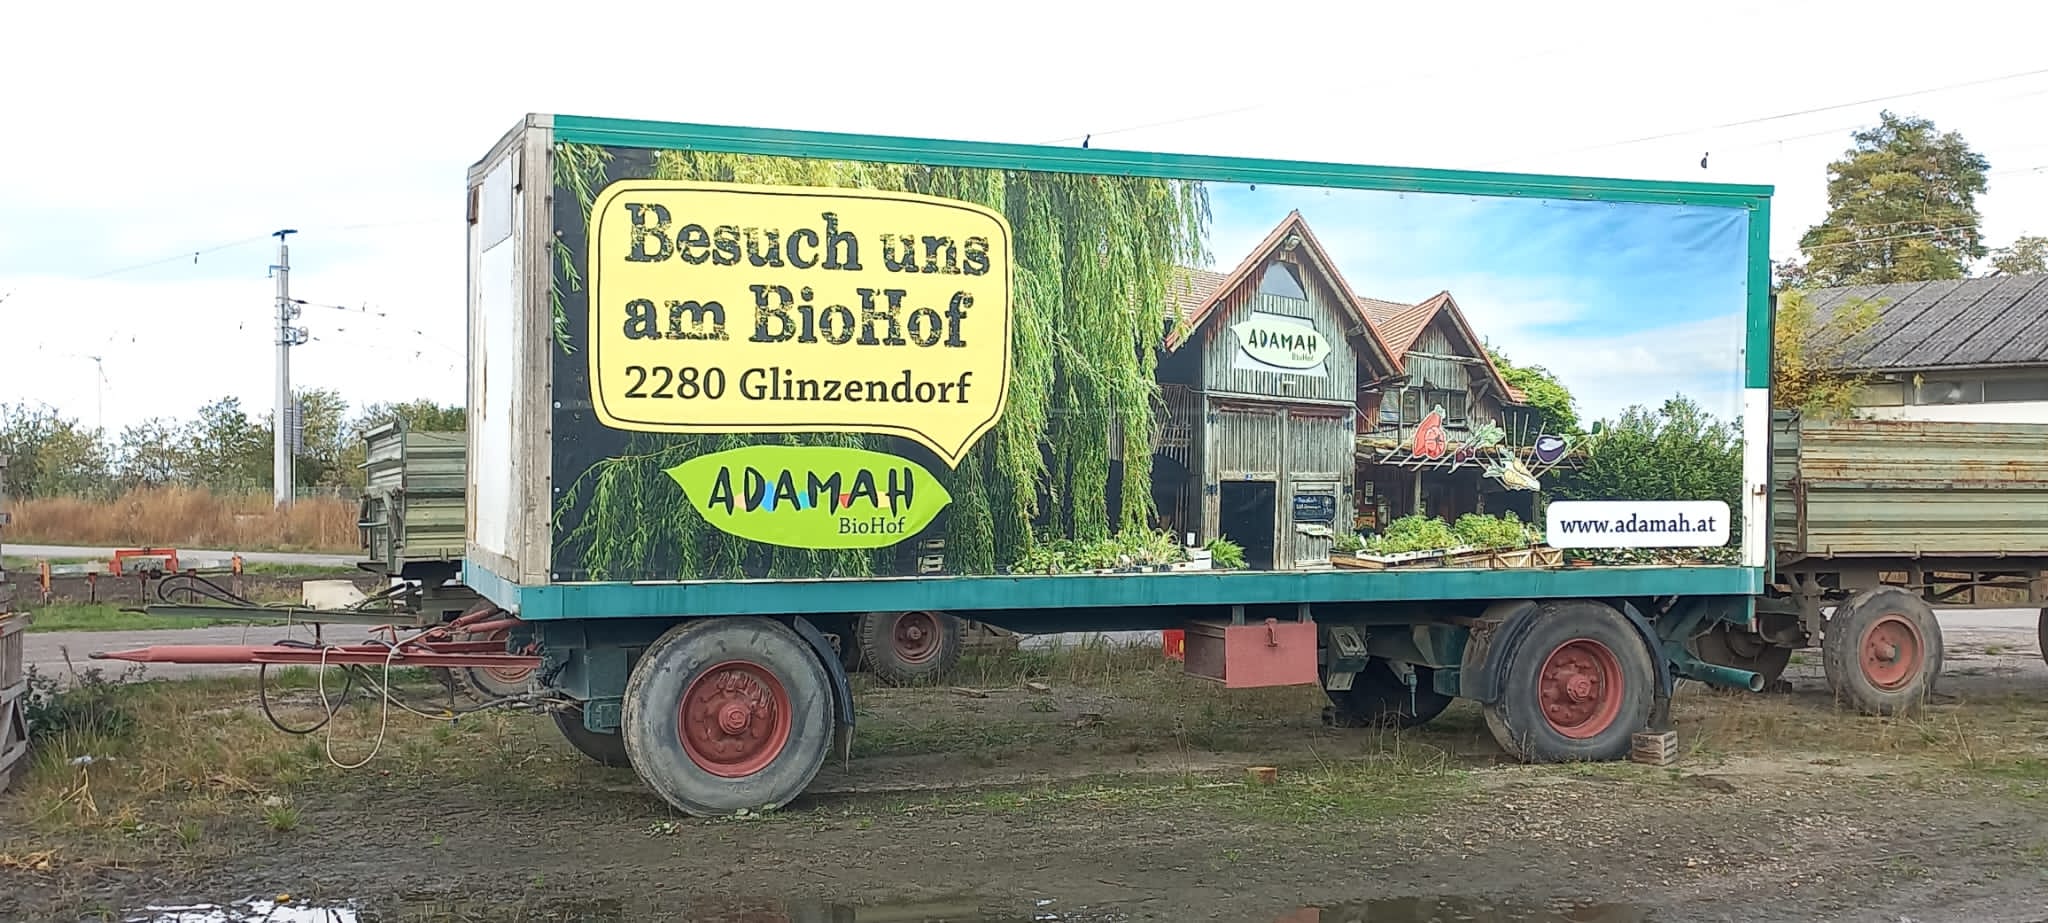 Besuch uns
am BioHof
2280 Glinzendorf
ADAMAH
BioHof
ADAMAH
BioHof
www.adamah.at